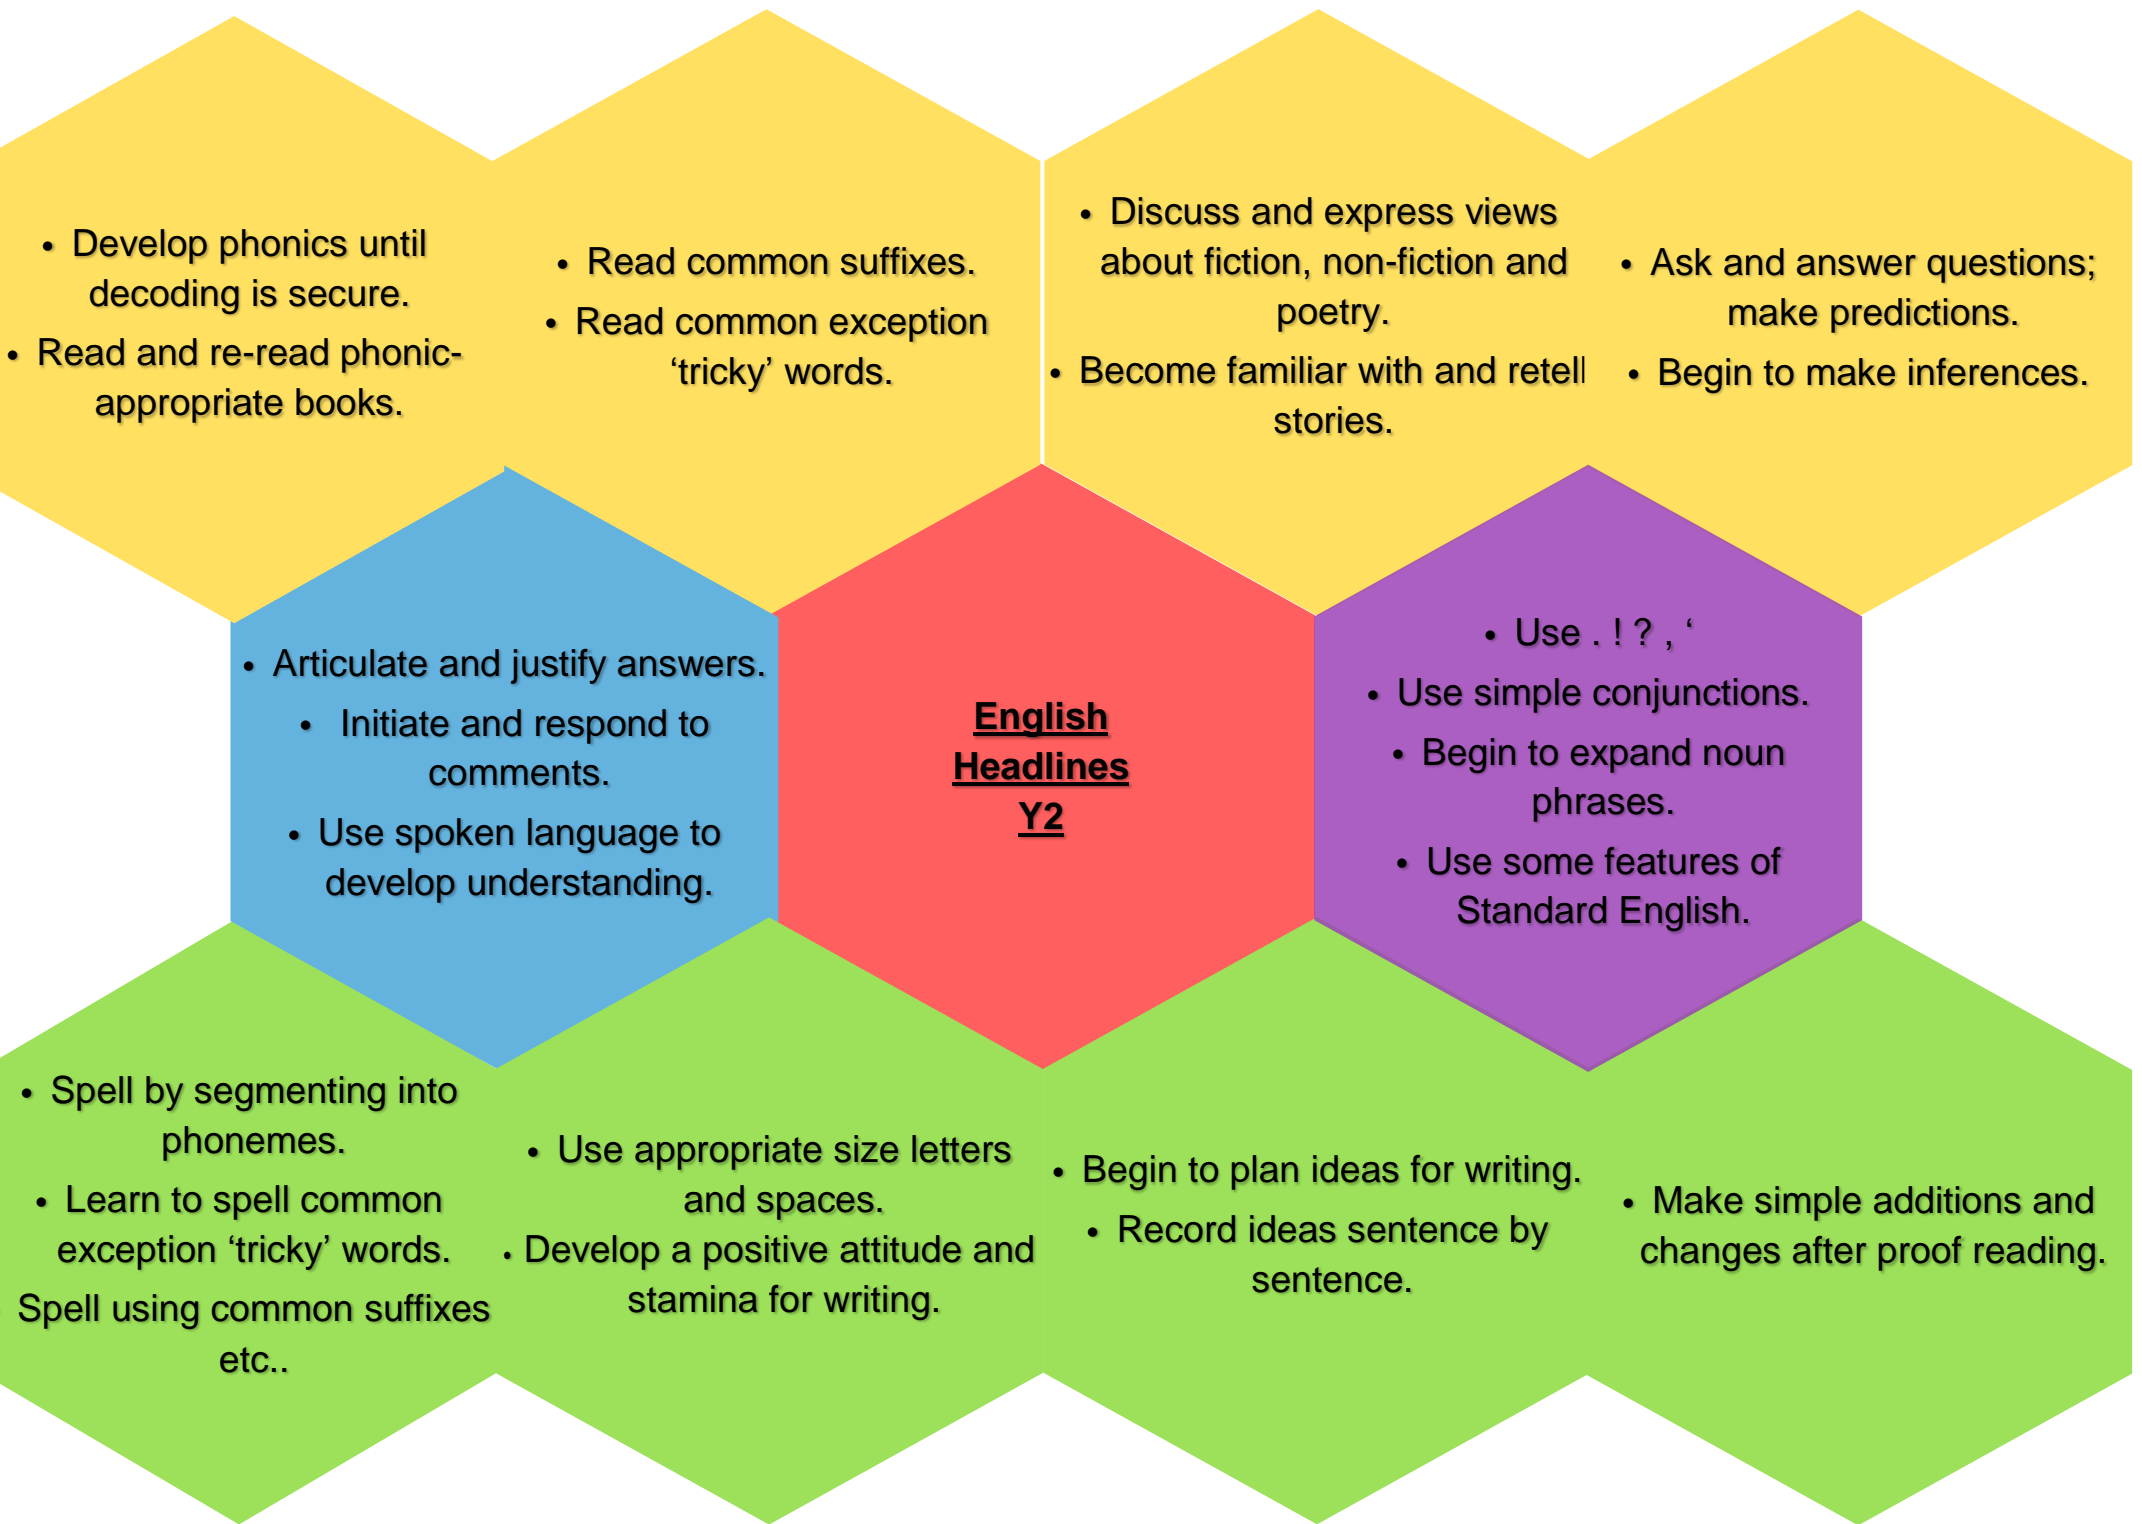 • Develop phonics until
decoding is secure.
• Read and re-read phonic-
appropriate books.
• Read common suffixes.
• Read common exception
‘tricky’ words.
• Discuss and express views
about fiction, non-fiction and
poetry.
• Become familiar with and retell
stories.
• Ask and answer questions;
make predictions.
• Begin to make inferences.
• Articulate and justify answers.
• Initiate and respond to
comments.
• Use spoken language to
develop understanding.
English
Headlines
Y2
• Use . ! ? , ‘
• Use simple conjunctions.
• Begin to expand noun
phrases.
• Use some features of
Standard English.
• Spell by segmenting into
phonemes.
• Learn to spell common
exception ‘tricky’ words.
Spell using common suffixes
etc..
• Use appropriate size letters
and spaces.
• Develop a positive attitude and
stamina for writing.
• Begin to plan ideas for writing.
• Record ideas sentence by
sentence.
• Make simple additions and
changes after proof reading.